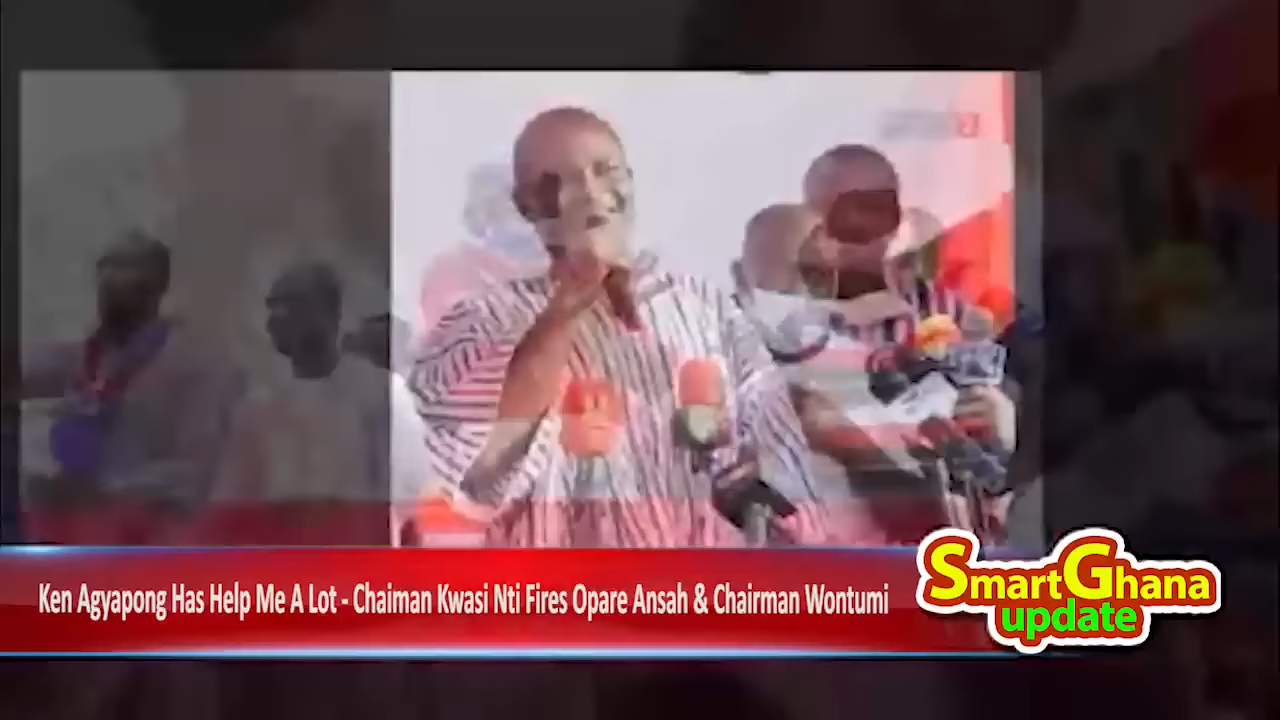 Ken Agyapong Has Help Me A Lot - Chaiman Kwasi Nti Fires Opare Ansah & Chairman Wontumi
SmartGhana
update